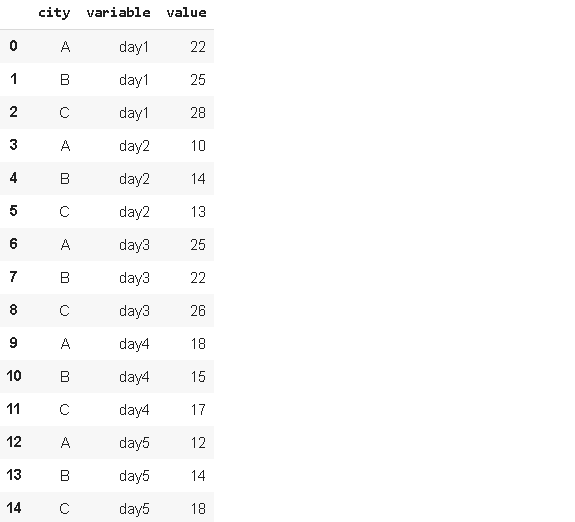 city variable value
0 A day1 22
1 B day1 25
2 C day1 28
3 A day2 10
4 B day2 14
5 C day2 13
6 A day3 25
7 B day3 22
8 C day3 26
9 A day4 18
10 B day4 15
11 C day4 17
12 A day5 12
13 B day5 14
14 C day5 18